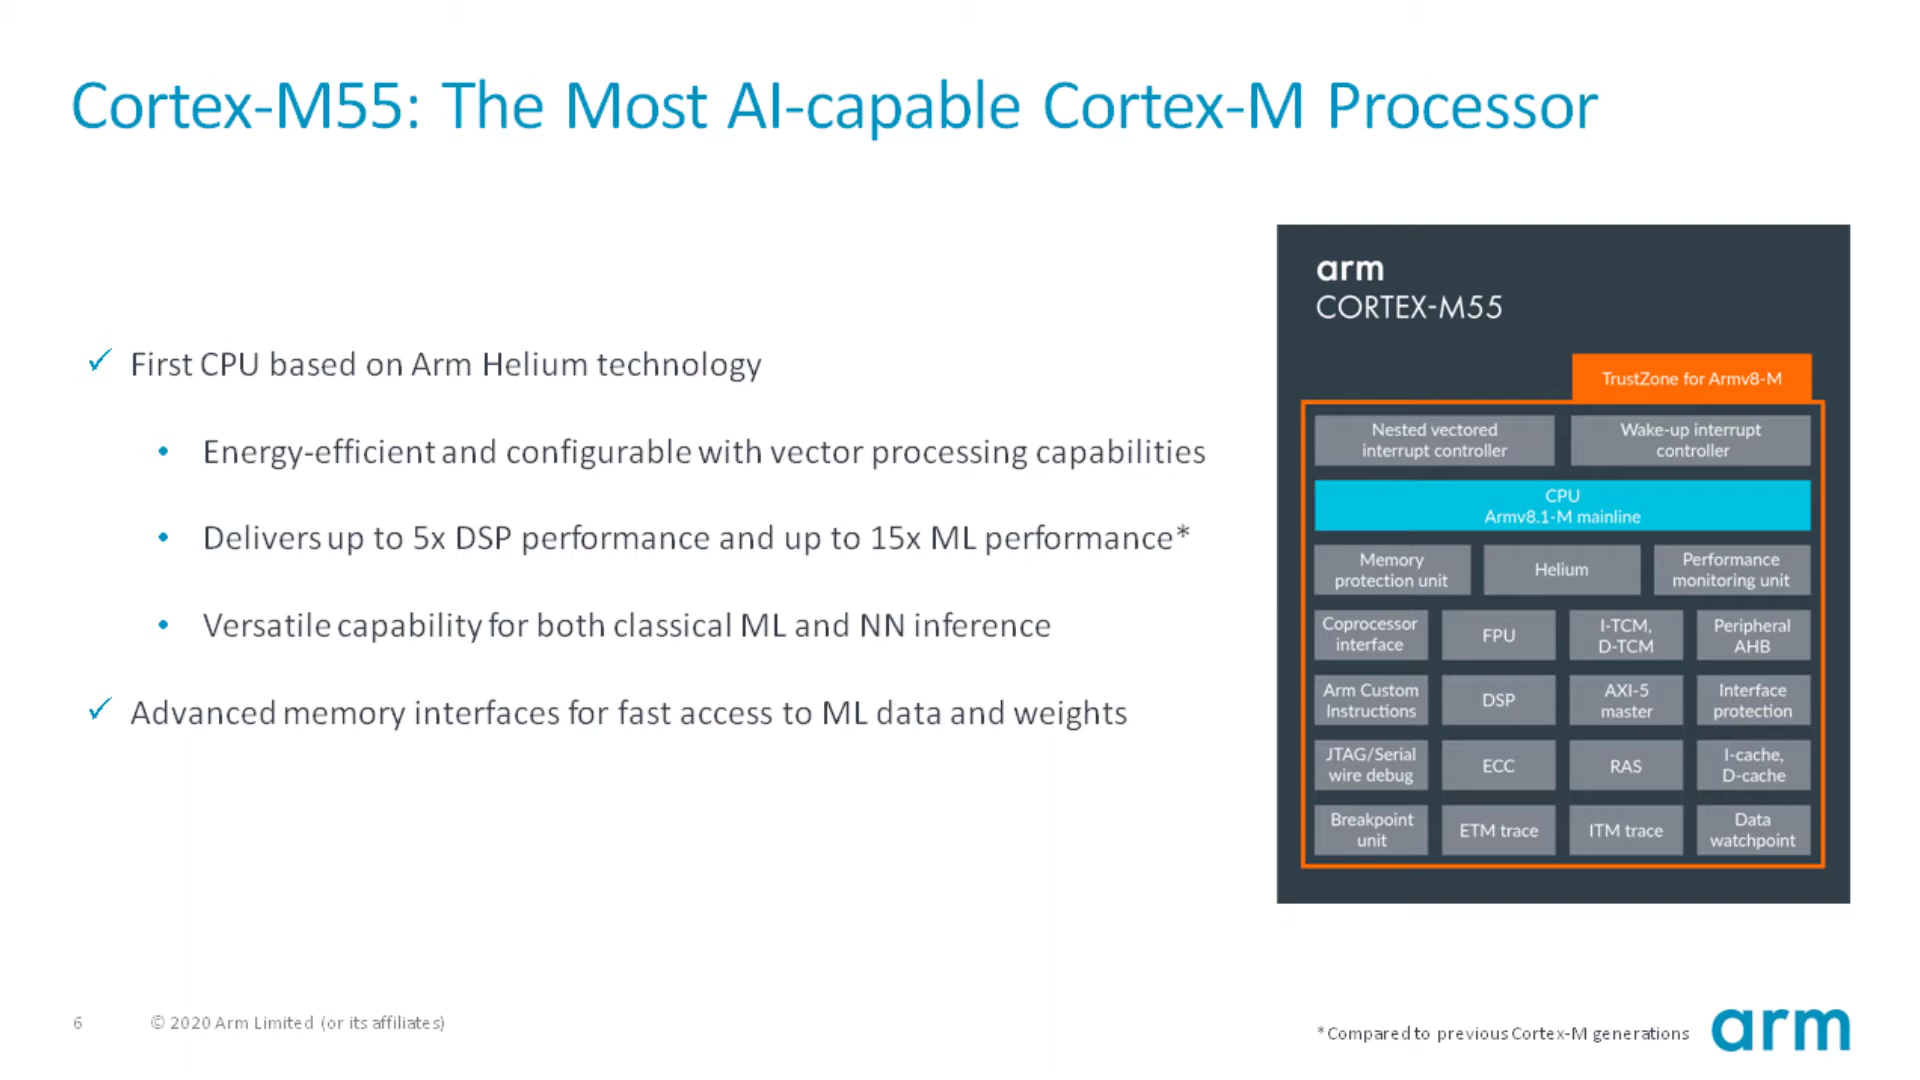 Cortex-M55: The Most AI-capable Cortex-M Processor
✓ First CPU based on Arm Helium technology
• Energy-efficient and configurable with vector processing capabilities
• Delivers up to 5x DSP performance and up to 15x ML performance*
• Versatile capability for both classical ML and NN inference
✓ Advanced memory interfaces for fast access to ML data and weights
arm
CORTEX-M55
TrustZone for Armv8-M
Nested vectored
interrupt controller
Wake-up interrupt
controller
CPU
Armv8.1-M mainline
Memory
protection unit
Helium
Performance
monitoring unit
Coprocessor
interface
FPU
I-TCM,
D-TCM
Peripheral
AHB
Arm Custom
Instructions
DSP
AXI-5
master
Interface
protection
JTAG/Serial
wire debug
ECC
RAS
I-cache,
D-cache
Breakpoint
unit
ETM trace
ITM trace
Data
watchpoint
6
© 2020 Arm Limited (or its affiliates)
*Compared to previous Cortex-M generations
arm